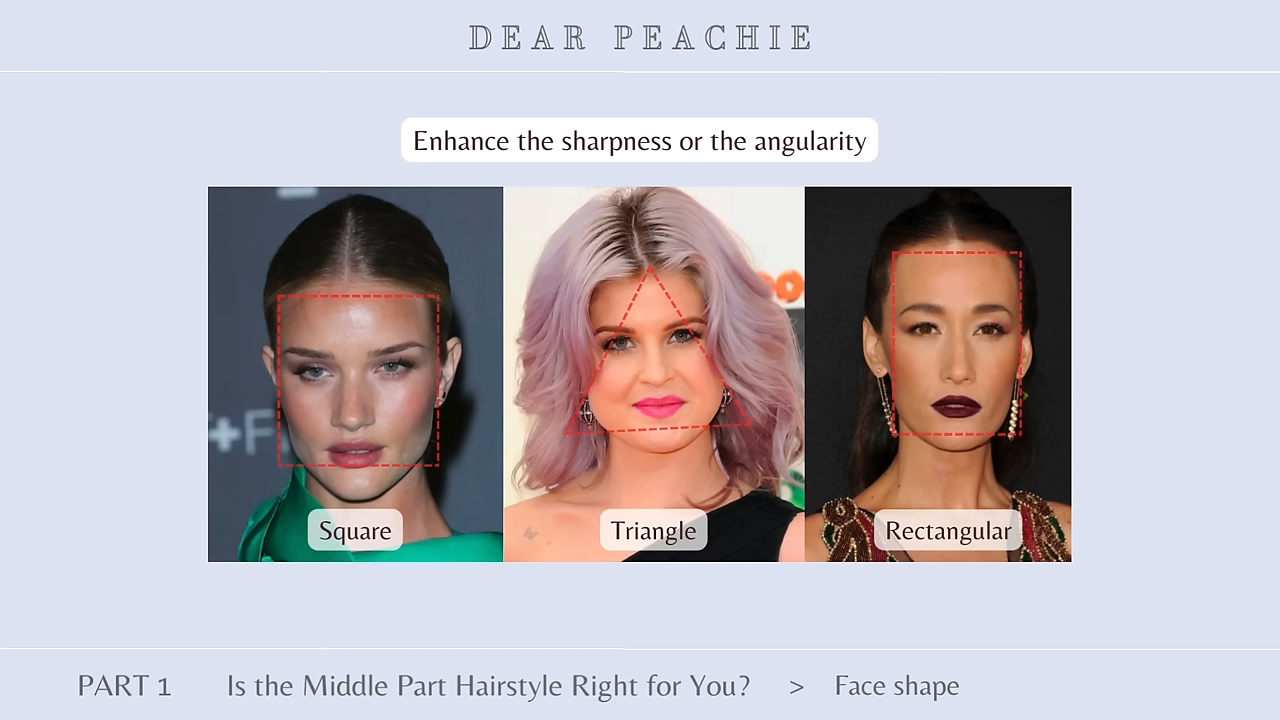 DEAR PEACHIE
Enhance the sharpness or the angularity
+F
Square
Triangle
Rectangular
PART 1 Is the Middle Part Hairstyle Right for You? > Face shape